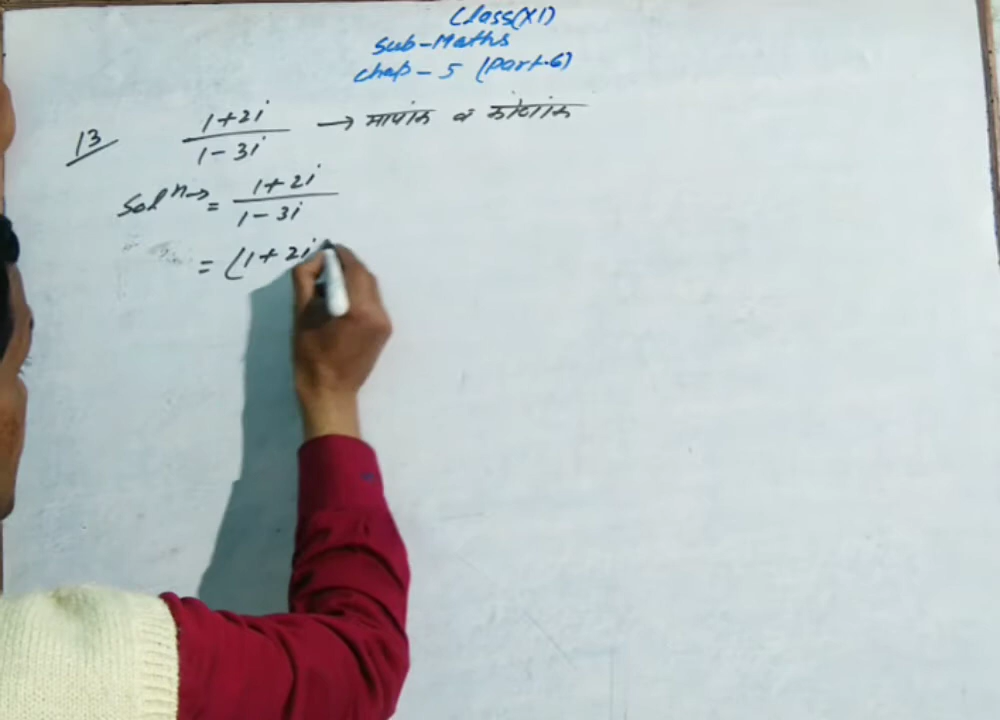 Class(XI)
Sub-Maths
Chap-5 (Part-6)
13 1+2i/1-3i → मापांक व कोणांक
Solⁿ→ = 1+2i/1-3i
= (1+2i